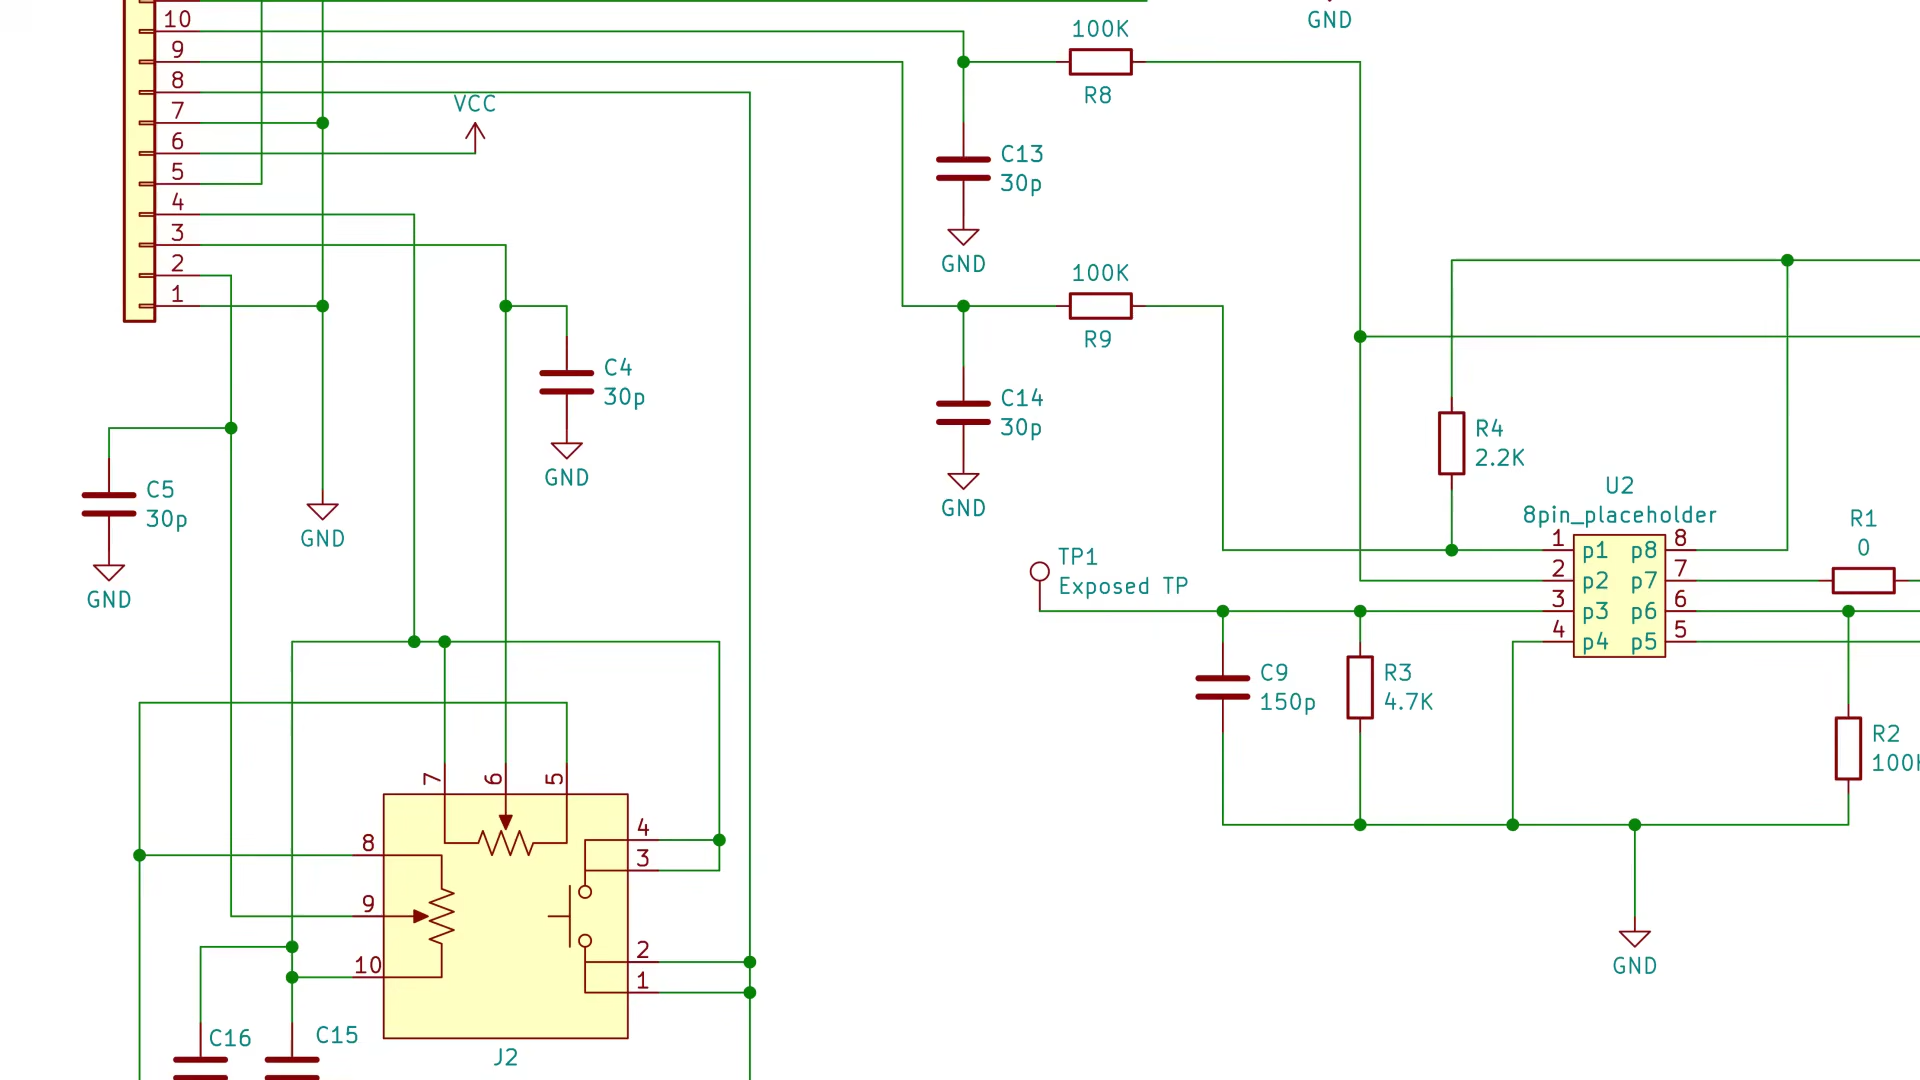 10
9
8
7
6
5
4
3
2
1
VCC
GND
100K
R8
C13
30p
GND
100K
R9
C14
30p
GND
C4
30p
GND
C5
30p
GND
GND
R4
2.2K
U2
8pin_placeholder
1 p1 p8 8
2 p2 p7 7
3 p3 p6 6
4 p4 p5 5
R1
0
TP1
Exposed TP
C9
150p
R3
4.7K
R2
100K
GND
7 6 5
8
9
10
4
3
2
1
J2
C16
C15